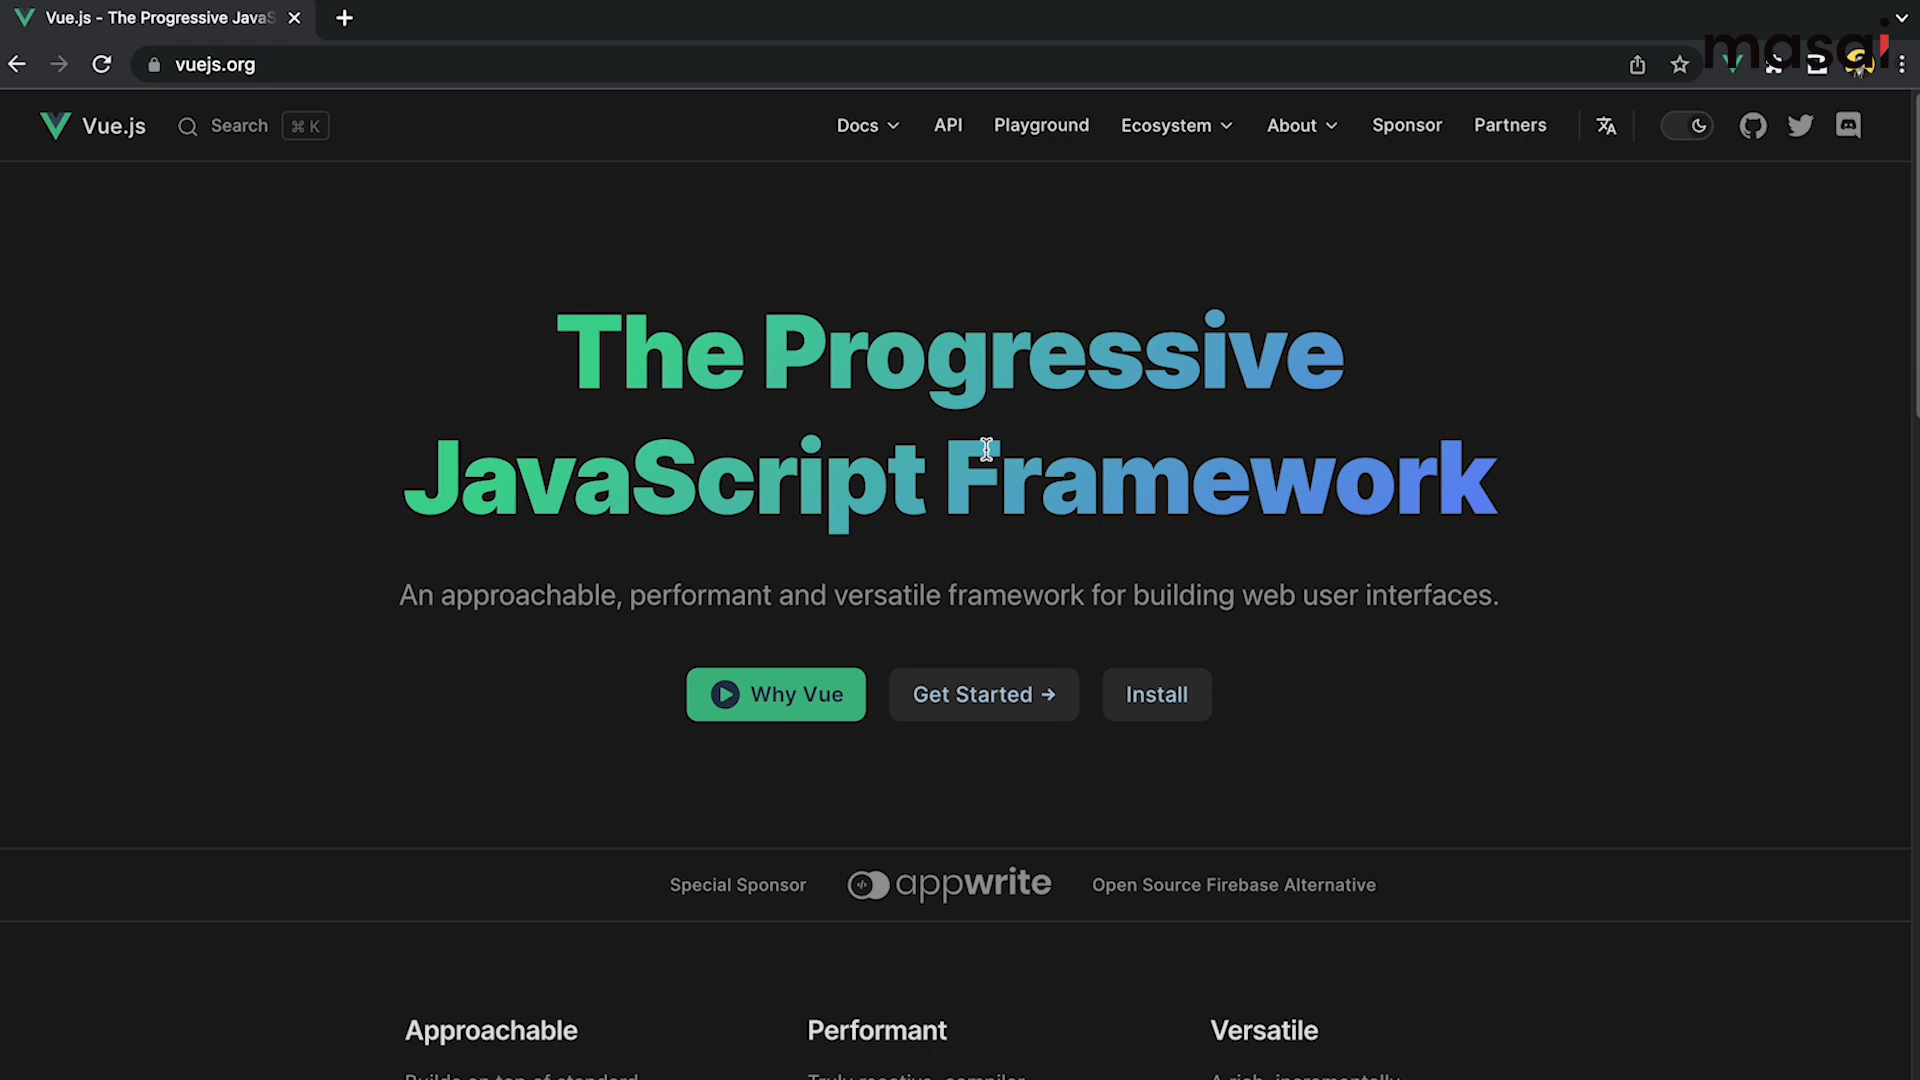 Vue.js - The Progressive JavaS
masai
vuejs.org
Vue.js Search ⌘ K Docs API Playground Ecosystem About Sponsor Partners
The Progressive
JavaScript Framework
An approachable, performant and versatile framework for building web user interfaces.
Why Vue Get Started → Install
Special Sponsor appwrite Open Source Firebase Alternative
Approachable Performant Versatile